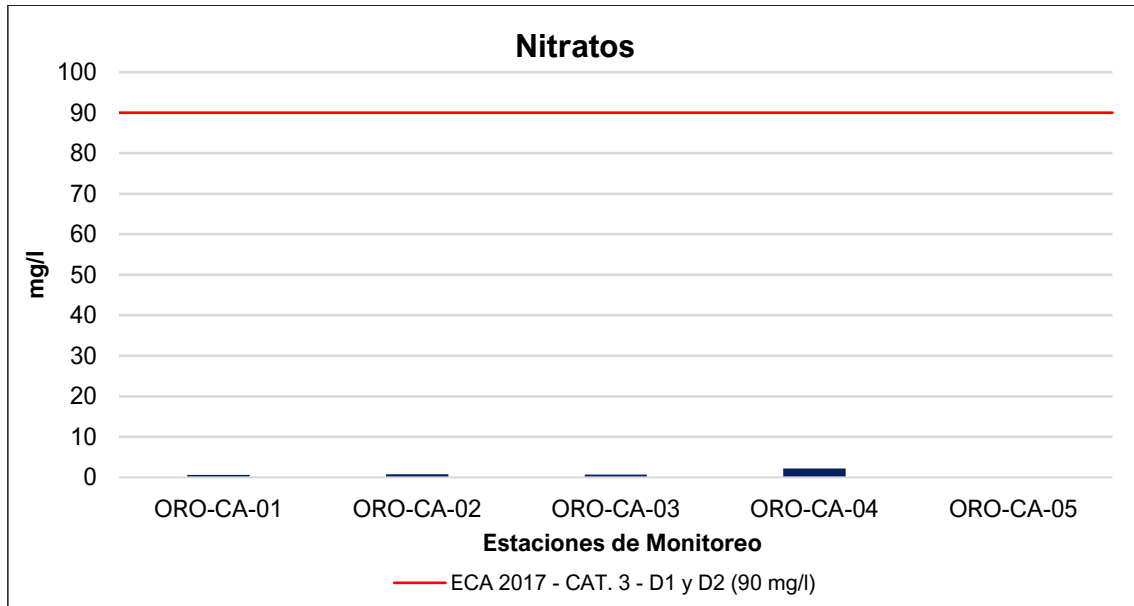 Nitratos
100
90
80
70
60
50
40
30
20
10
0
mg/l
ORO-CA-01 ORO-CA-02 ORO-CA-03 ORO-CA-04 ORO-CA-05
Estaciones de Monitoreo
ECA 2017 - CAT. 3 - D1 y D2 (90 mg/l)